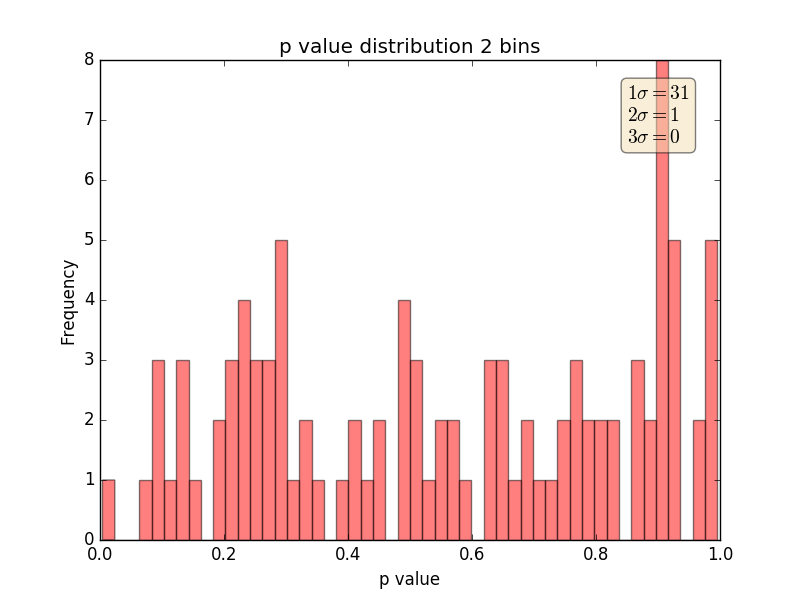 p value distribution 2 bins
8
7
6
5
4
3
2
1
0
Frequency
1σ = 31
2σ = 1
3σ = 0
0.0 0.2 0.4 0.6 0.8 1.0
p value